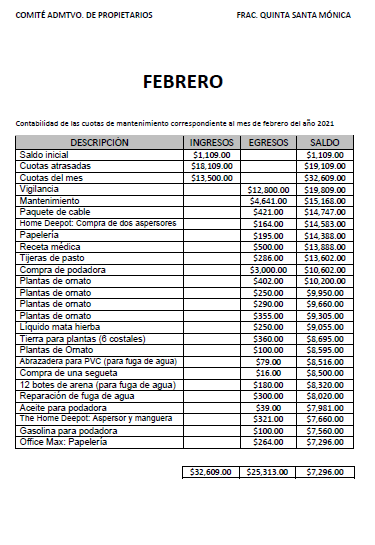 COMITÉ ADMTVO. DE PROPIETARIOS FRAC. QUINTA SANTA MÓNICA
FEBRERO
Contabilidad de las cuotas de mantenimiento correspondiente al mes de febrero del año 2021
DESCRIPCIÓN INGRESOS EGRESOS SALDO
Saldo inicial $1,109.00 $1,109.00
Cuotas atrasadas $18,109.00 $19,109.00
Cuotas del mes $13,500.00 $32,609.00
Vigilancia $12,800.00 $19,809.00
Mantenimiento $4,641.00 $15,168.00
Paquete de cable $421.00 $14,747.00
Home Deepot: Compra de dos aspersores $164.00 $14,583.00
Papelería $195.00 $14,388.00
Receta médica $500.00 $13,888.00
Tijeras de pasto $286.00 $13,602.00
Compra de podadora $3,000.00 $10,602.00
Plantas de ornato $402.00 $10,200.00
Plantas de ornato $250.00 $9,950.00
Plantas de ornato $290.00 $9,660.00
Plantas de ornato $355.00 $9,305.00
Líquido mata hierba $250.00 $9,055.00
Tierra para plantas (6 costales) $360.00 $8,695.00
Plantas de Ornato $100.00 $8,595.00
Abrazadera para PVC (para fuga de agua) $79.00 $8,516.00
Compra de una segueta $16.00 $8,500.00
12 botes de arena (para fuga de agua) $180.00 $8,320.00
Reparación de fuga de agua $300.00 $8,020.00
Aceite para podadora $39.00 $7,981.00
The Home Deepot: Aspersor y manguera $321.00 $7,660.00
Gasolina para podadora $100.00 $7,560.00
Office Max: Papelería $264.00 $7,296.00
$32,609.00 $25,313.00 $7,296.00